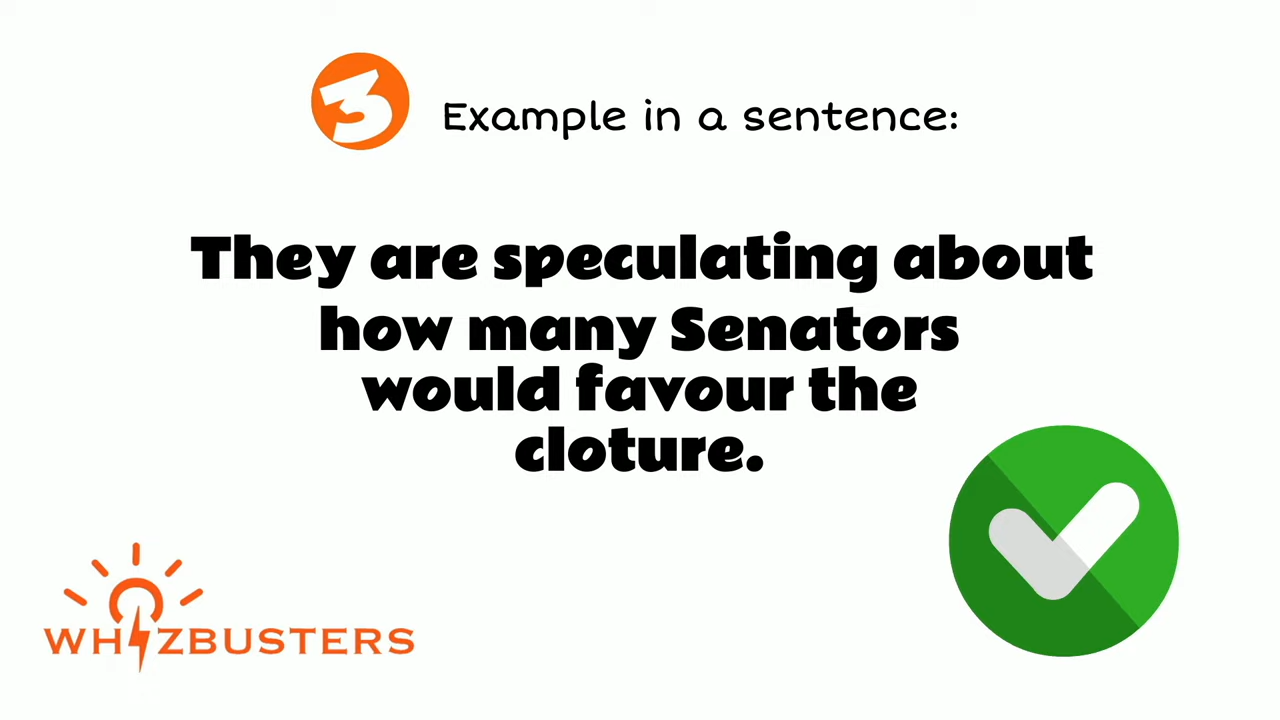 3 Example in a sentence:
They are speculating about
how many Senators
would favour the
cloture.
WHIZBUSTERS